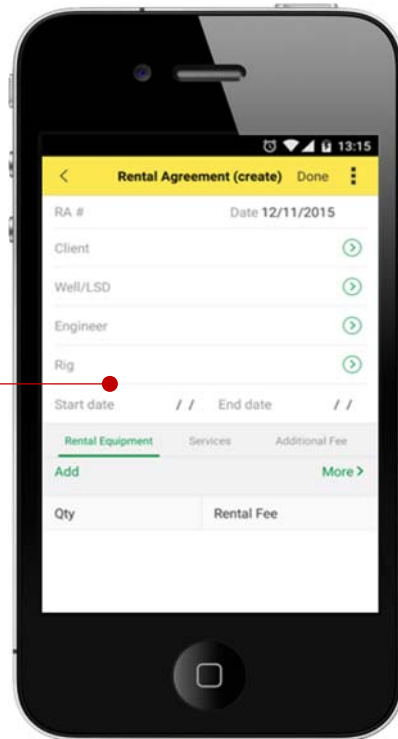 13:15
Rental Agreement (create) Done
RA # Date 12/11/2015
Client
Well/LSD
Engineer
Rig
Start date / / End date / /
Rental Equipment Services Additional Fee
Add More >
Qty Rental Fee